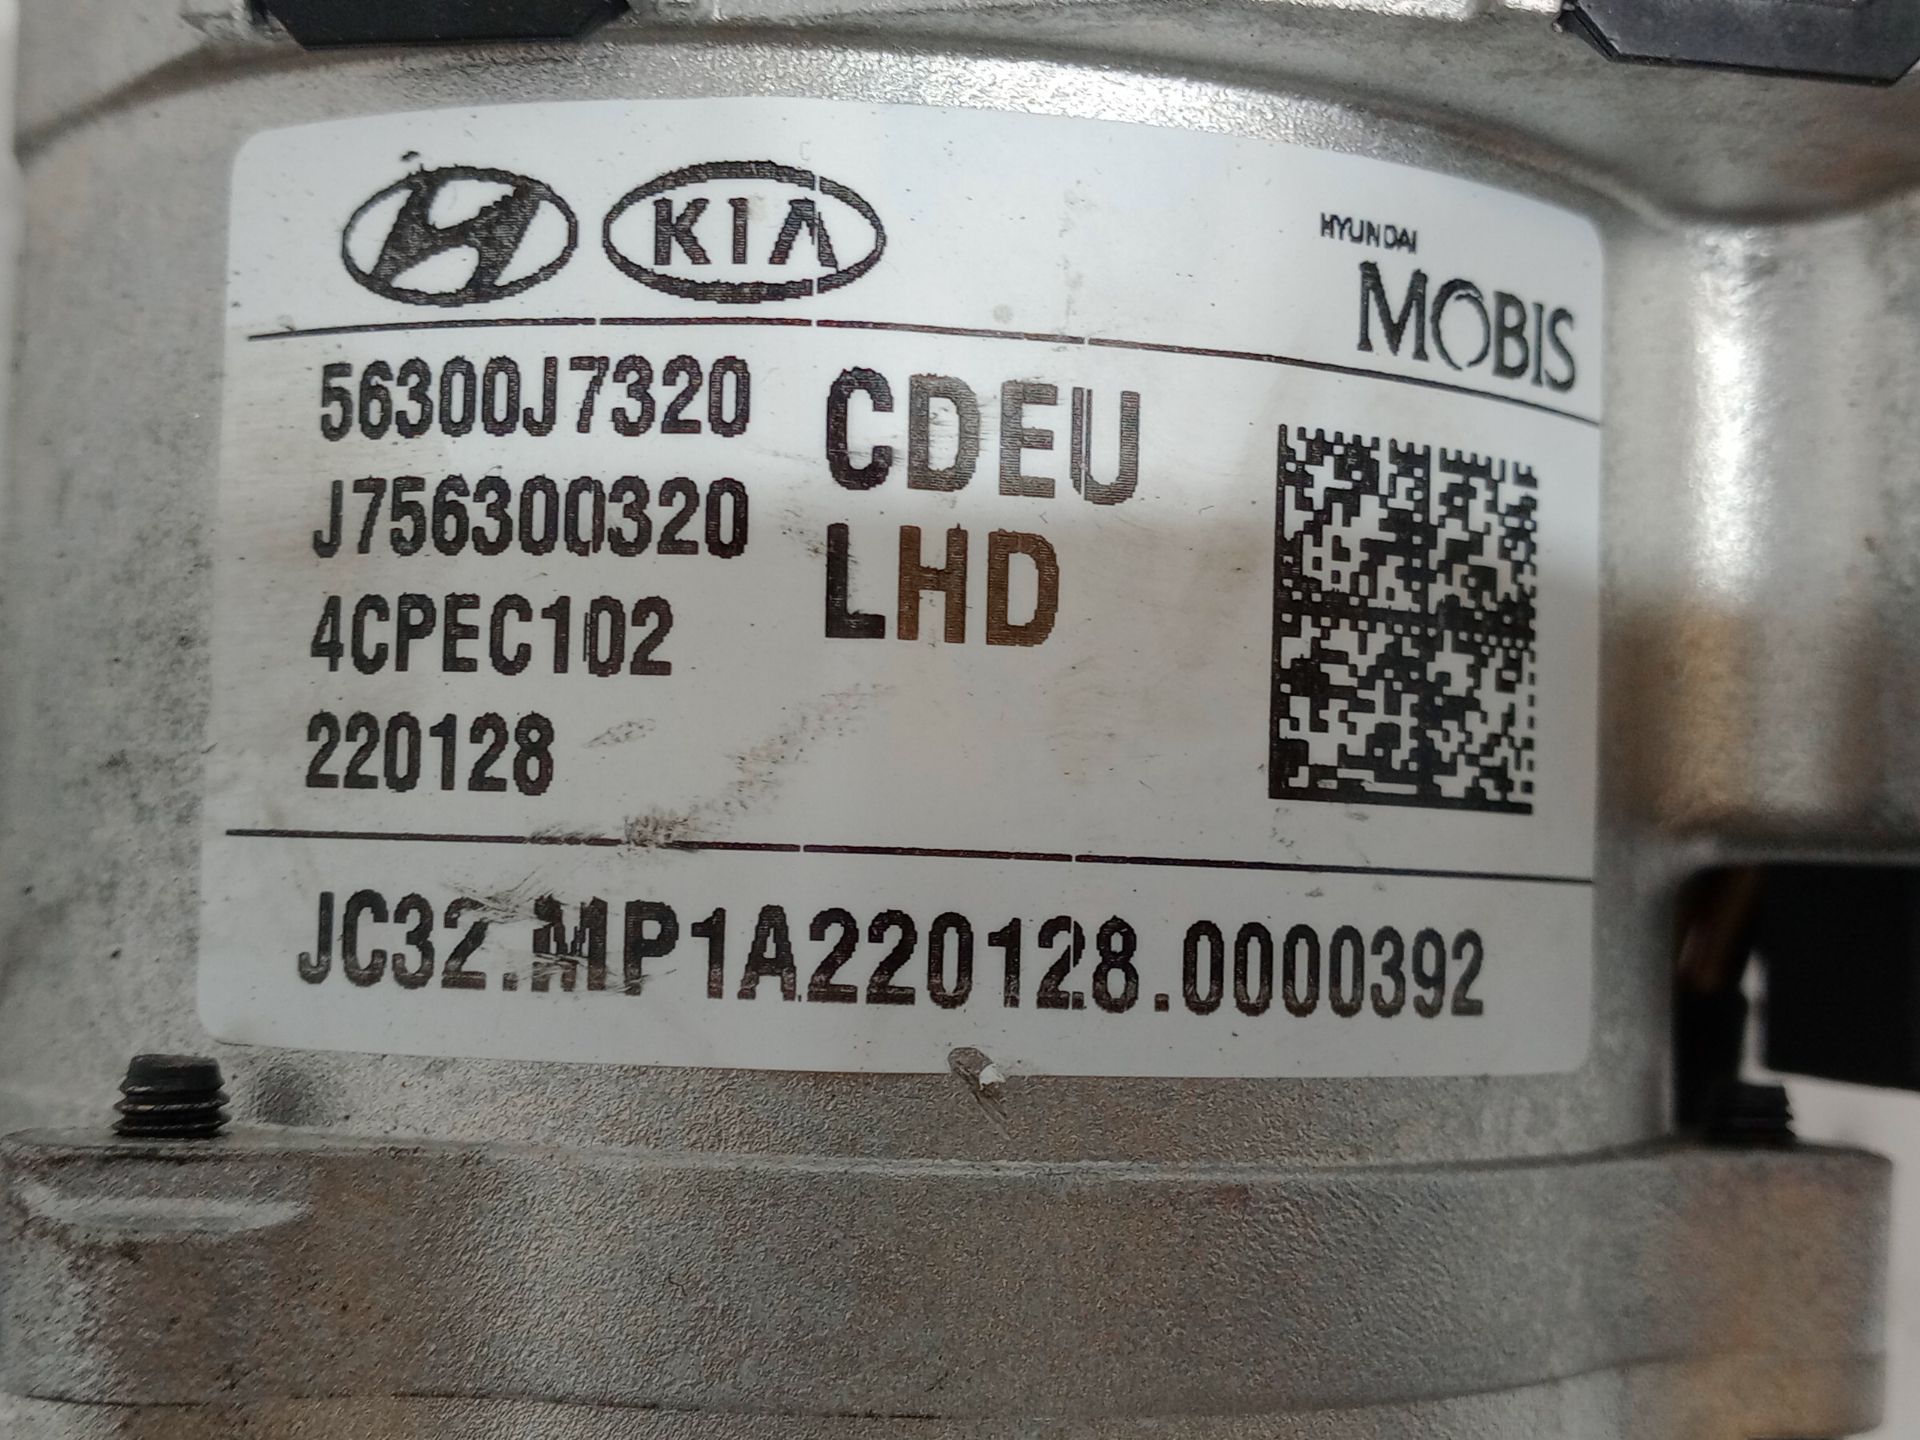 KIA
HYUNDAI
MOBIS
56300J7320
CDEU
J756300320
LHD
4CPEC102
220128
JC32.MP1A220128.0000392